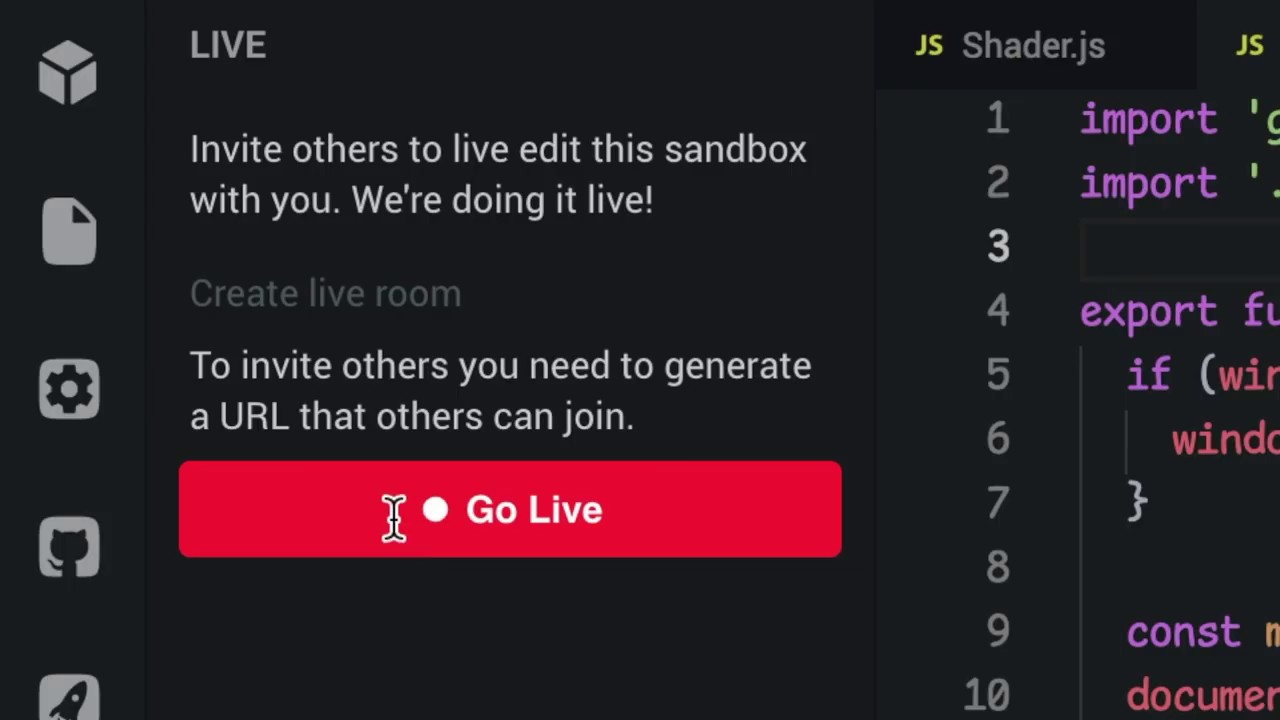 LIVE
Invite others to live edit this sandbox
with you. We're doing it live!
Create live room
To invite others you need to generate
a URL that others can join.
Go Live
JS Shader.js
JS
1 import 'g
2 import '.
3
4 export fu
5 if (win
6 windo
7 }
8
9 const m
10 documen